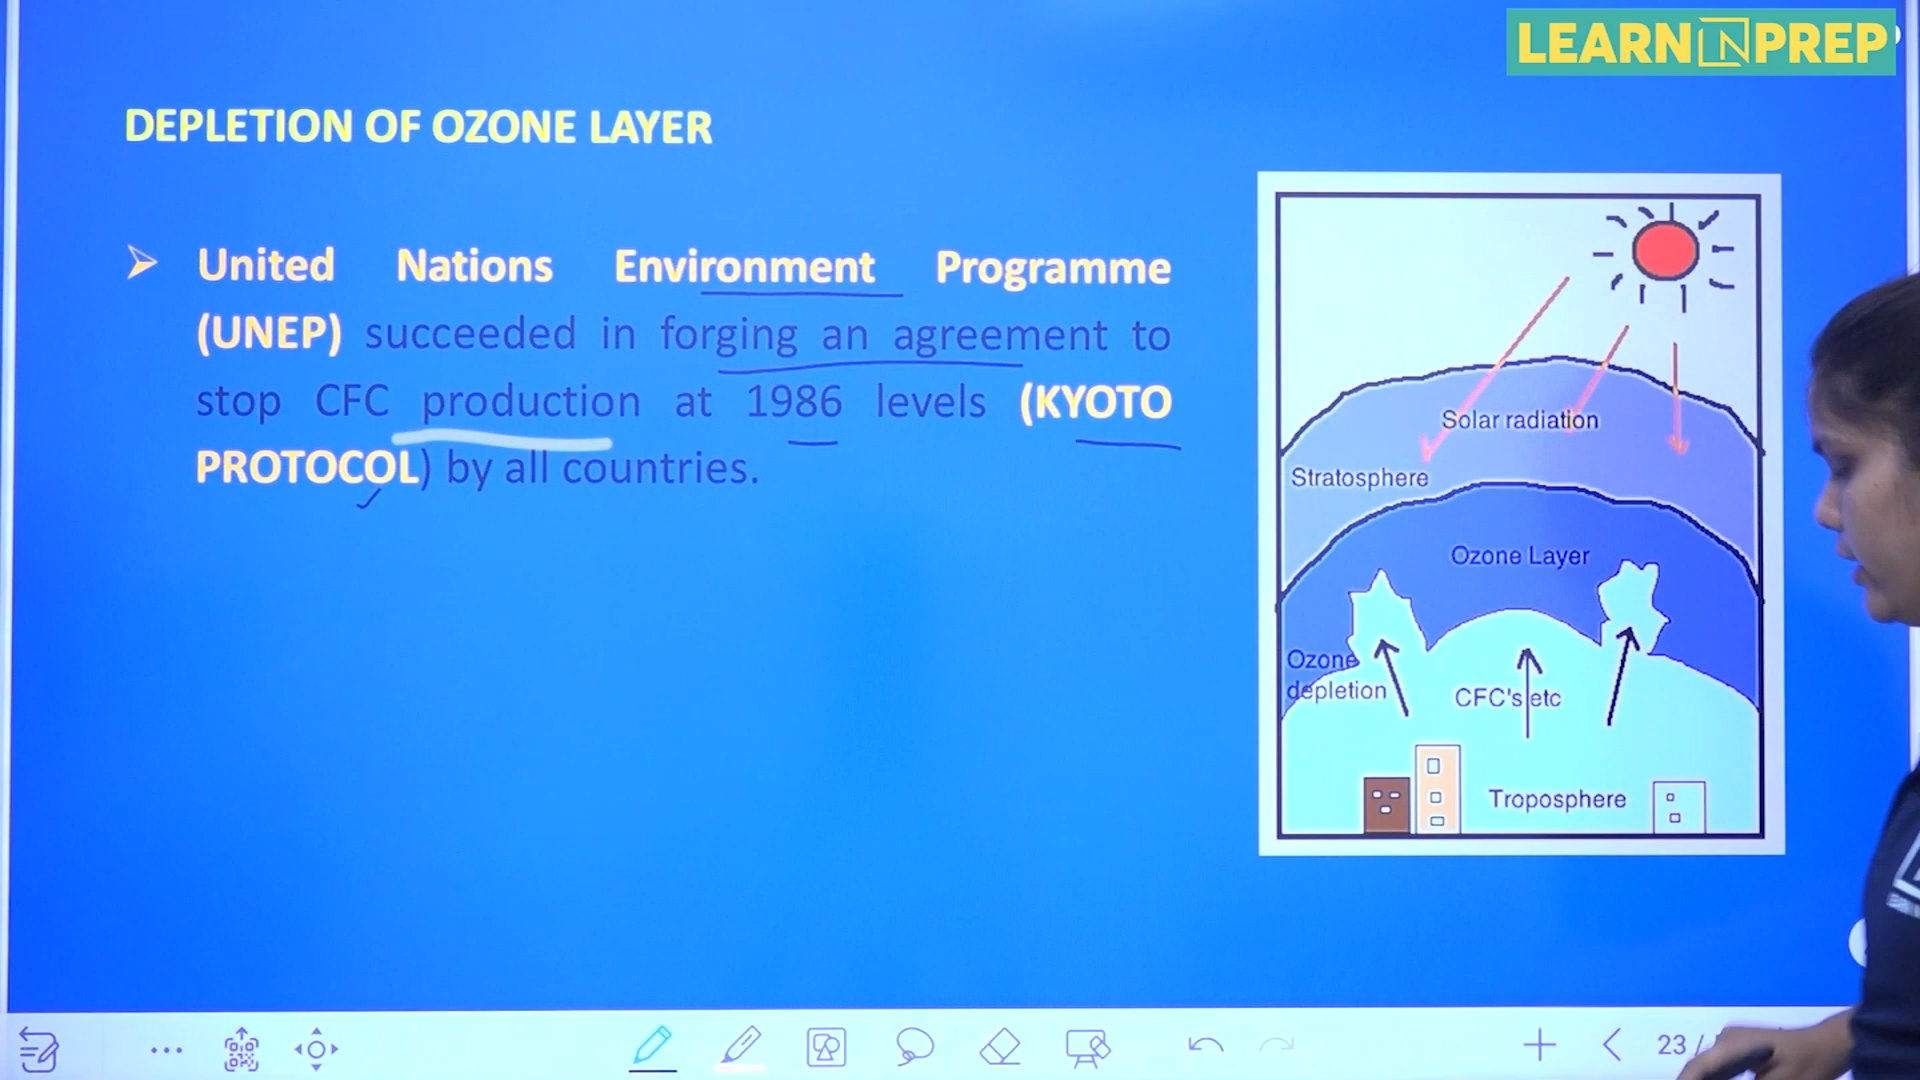 LEARN N PREP
DEPLETION OF OZONE LAYER
➢ United Nations Environment Programme
(UNEP) succeeded in forging an agreement to
stop CFC production at 1986 levels (KYOTO
PROTOCOL) by all countries.
Solar radiation
Stratosphere
Ozone Layer
Ozone
depletion
CFC's etc
Troposphere
23 /